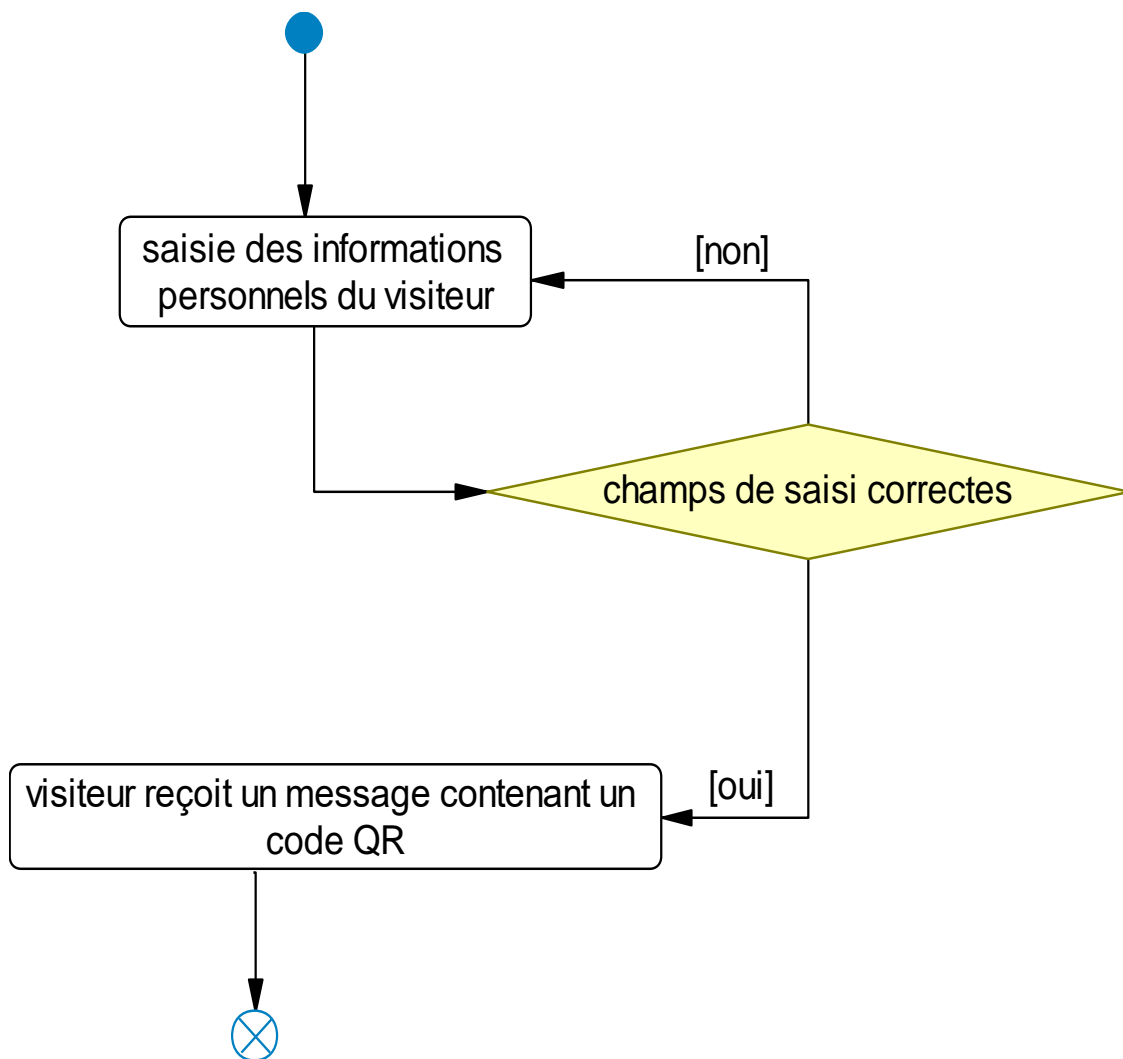 saisie des informations
personnels du visiteur
[non]
champs de saisi correctes
[oui]
visiteur reçoit un message contenant un
code QR